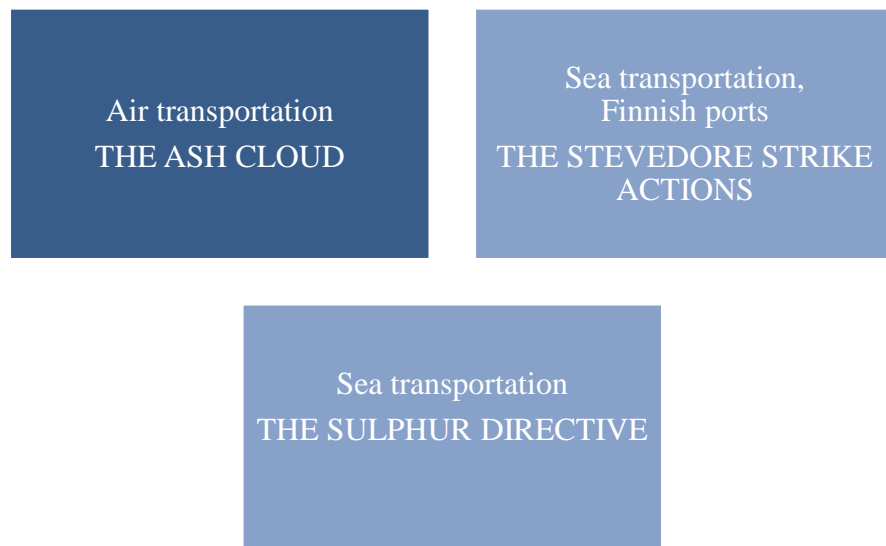 Air transportation
THE ASH CLOUD
Sea transportation,
Finnish ports
THE STEVEDORE STRIKE
ACTIONS
Sea transportation
THE SULPHUR DIRECTIVE